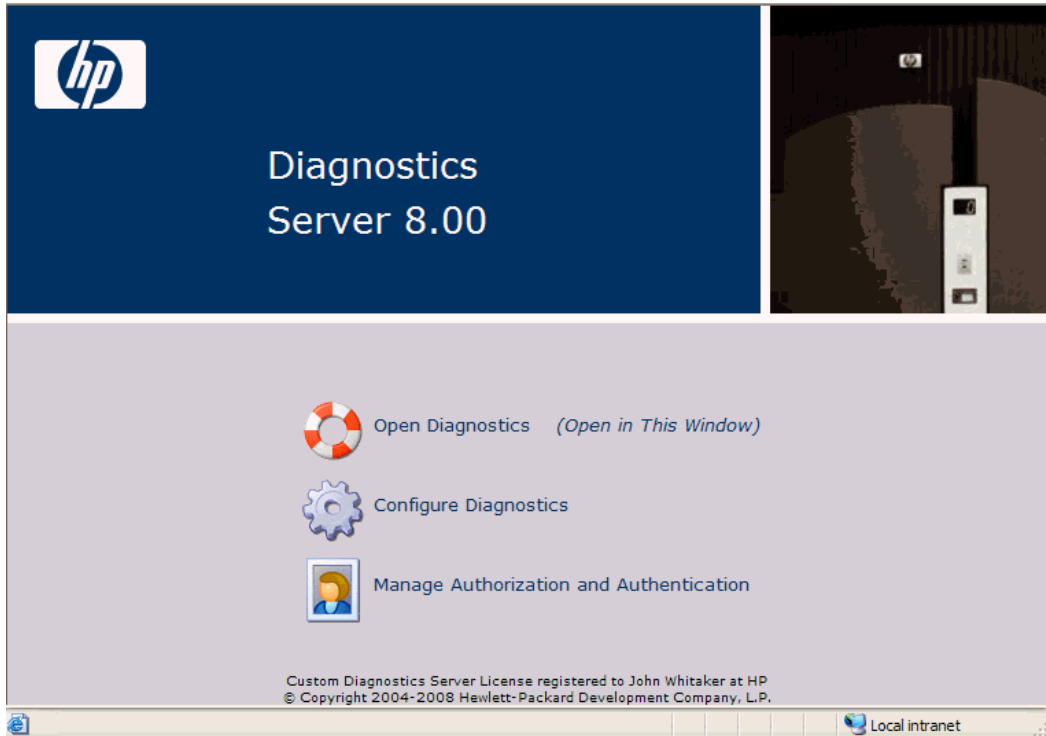 hp
Diagnostics
Server 8.00
Open Diagnostics (Open in This Window)
Configure Diagnostics
Manage Authorization and Authentication
Custom Diagnostics Server License registered to John Whitaker at HP
© Copyright 2004-2008 Hewlett-Packard Development Company, L.P.
Local intranet